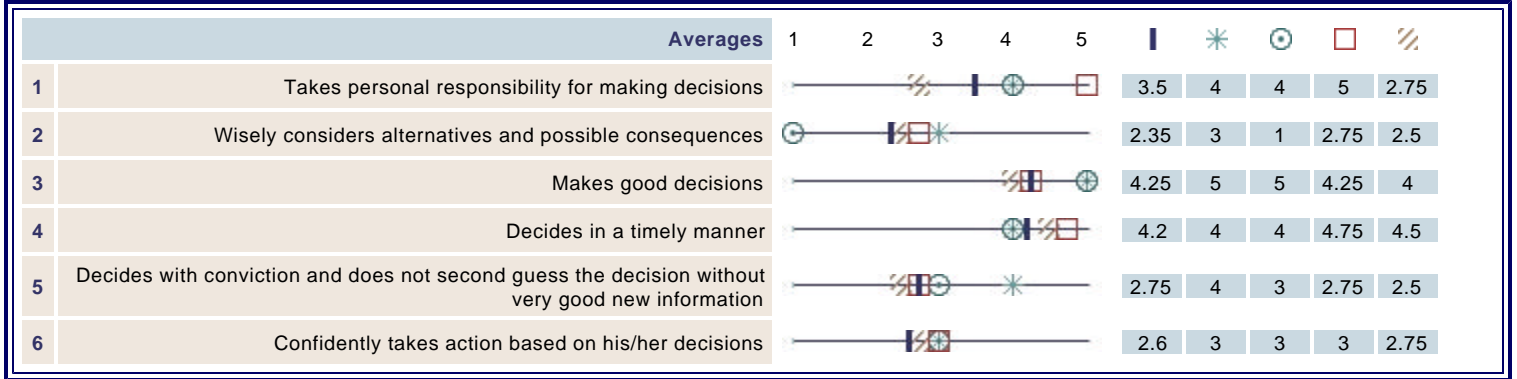 Averages 1 2 3 4 5
1 Takes personal responsibility for making decisions 3.5 4 4 5 2.75
2 Wisely considers alternatives and possible consequences 2.35 3 1 2.75 2.5
3 Makes good decisions 4.25 5 5 4.25 4
4 Decides in a timely manner 4.2 4 4 4.75 4.5
5 Decides with conviction and does not second guess the decision without
very good new information 2.75 4 3 2.75 2.5
6 Confidently takes action based on his/her decisions 2.6 3 3 3 2.75